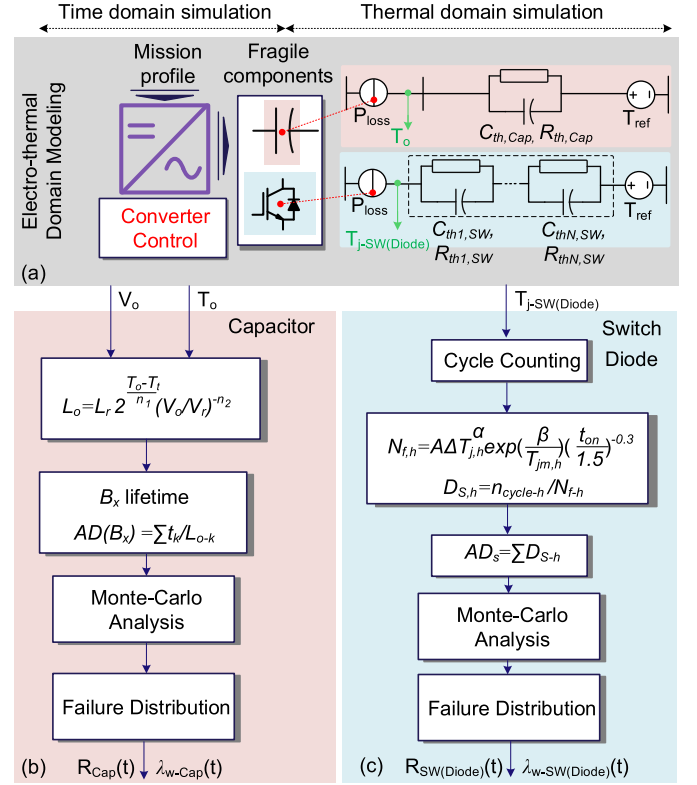 Time domain simulation
Thermal domain simulation
Electro-thermal
Domain Modeling
Mission
profile
Fragile
components
Converter
Control
P_loss
T_o
C_th,Cap, R_th,Cap
T_ref
P_loss
T_j-SW(Diode)
C_th1,SW,
R_th1,SW
C_thN,SW,
R_thN,SW
T_ref
(a)
V_o
T_o
T_j-SW(Diode)
Capacitor
L_o=L_r 2^((T_o-T_t)/n_1) (V_o/V_r)^-n_2
B_x lifetime
AD(B_x) =∑t_k/L_o-k
Monte-Carlo
Analysis
Failure Distribution
(b)
R_Cap(t)
λ_w-Cap(t)
Switch
Diode
Cycle Counting
N_f,h=AΔT_j,h^α exp(β/T_jm,h)(t_on/1.5)^-0.3
D_S,h=n_cycle-h/N_f-h
AD_s=∑D_S-h
Monte-Carlo
Analysis
Failure Distribution
(c)
R_SW(Diode)(t)
λ_w-SW(Diode)(t)